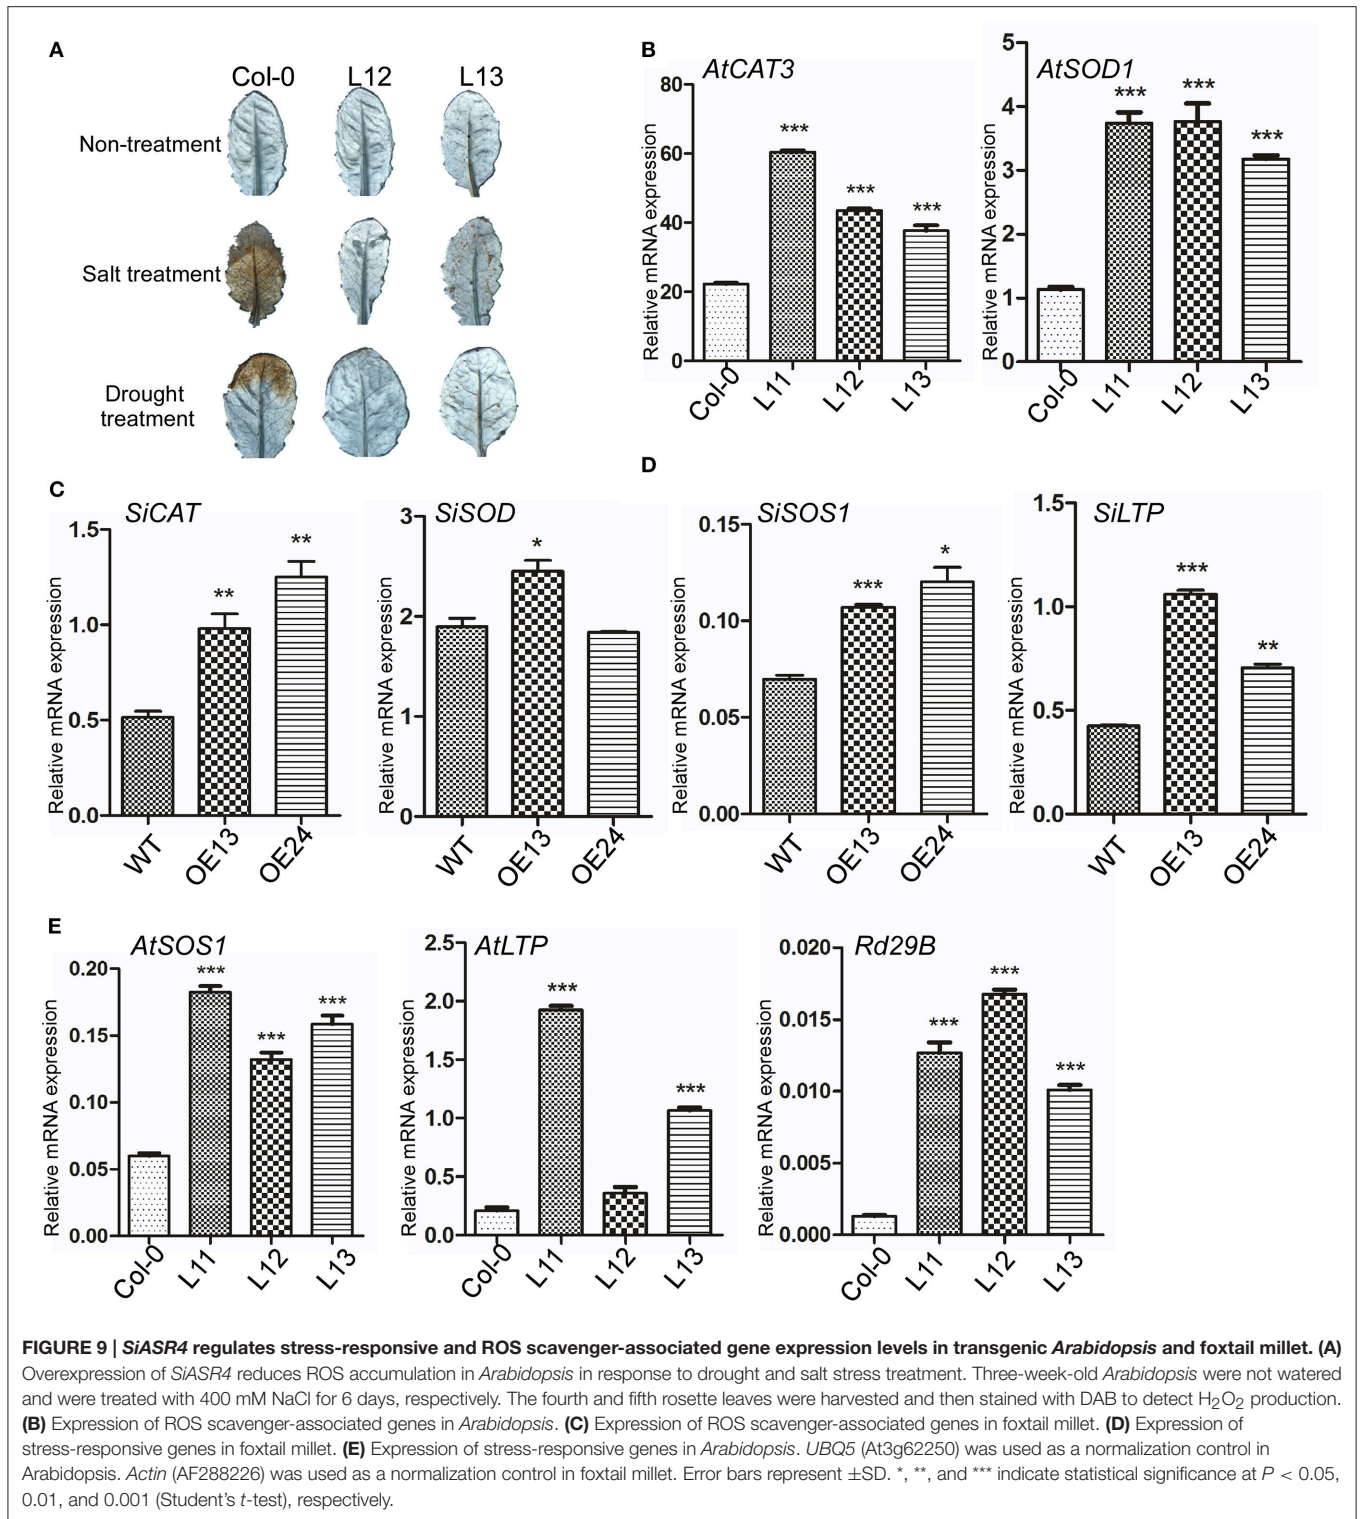 A
Col-0 L12 L13
Non-treatment
Salt treatment
Drought
treatment
B
AtCAT3
Relative mRNA expression
80
60
40
20
0
***
***
***
Col-0 L11 L12 L13
AtSOD1
Relative mRNA expression
5
4
3
2
1
0
***
***
***
Col-0 L11 L12 L13
C
SiCAT
Relative mRNA expression
1.5
1.0
0.5
0.0
**
**
WT OE13 OE24
SiSOD
Relative mRNA expression
3
2
1
0
*
WT OE13 OE24
D
SiSOS1
Relative mRNA expression
0.15
0.10
0.05
0.00
***
*
WT OE13 OE24
SiLTP
Relative mRNA expression
1.5
1.0
0.5
0.0
***
**
WT OE13 OE24
E
AtSOS1
Relative mRNA expression
0.20
0.15
0.10
0.05
0.00
***
***
***
Col-0 L11 L12 L13
AtLTP
Relative mRNA expression
2.5
2.0
1.5
1.0
0.5
0.0
***
***
Col-0 L11 L12 L13
Rd29B
Relative mRNA expression
0.020
0.015
0.010
0.005
0.000
***
***
***
Col-0 L11 L12 L13
FIGURE 9 | SiASR4 regulates stress-responsive and ROS scavenger-associated gene expression levels in transgenic Arabidopsis and foxtail millet. (A)
Overexpression of SiASR4 reduces ROS accumulation in Arabidopsis in response to drought and salt stress treatment. Three-week-old Arabidopsis were not watered
and were treated with 400 mM NaCl for 6 days, respectively. The fourth and fifth rosette leaves were harvested and then stained with DAB to detect H₂O₂ production.
(B) Expression of ROS scavenger-associated genes in Arabidopsis. (C) Expression of ROS scavenger-associated genes in foxtail millet. (D) Expression of
stress-responsive genes in foxtail millet. (E) Expression of stress-responsive genes in Arabidopsis. UBQ5 (At3g62250) was used as a normalization control in
Arabidopsis. Actin (AF288226) was used as a normalization control in foxtail millet. Error bars represent ±SD. *, **, and *** indicate statistical significance at P < 0.05,
0.01, and 0.001 (Student's t-test), respectively.